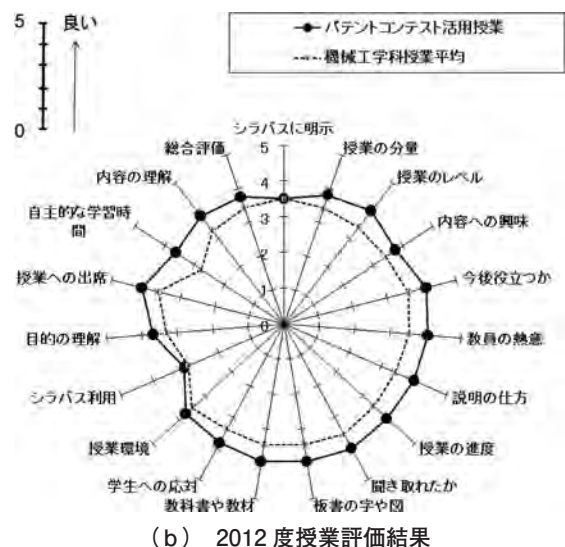 5
良い
0
パテントコンテスト活用授業
機械工学科授業平均
シラバスに明示
授業の分量
授業のレベル
内容への興味
今後役立つか
教員の熱意
説明の仕方
授業の進度
聞き取れたか
板書の字や図
教科書や教材
学生への応対
授業環境
シラバス利用
目的の理解
授業への出席
自主的な学習時
間
内容の理解
総合評価
5
4
3
2
1
0
(b) 2012度授業評価結果